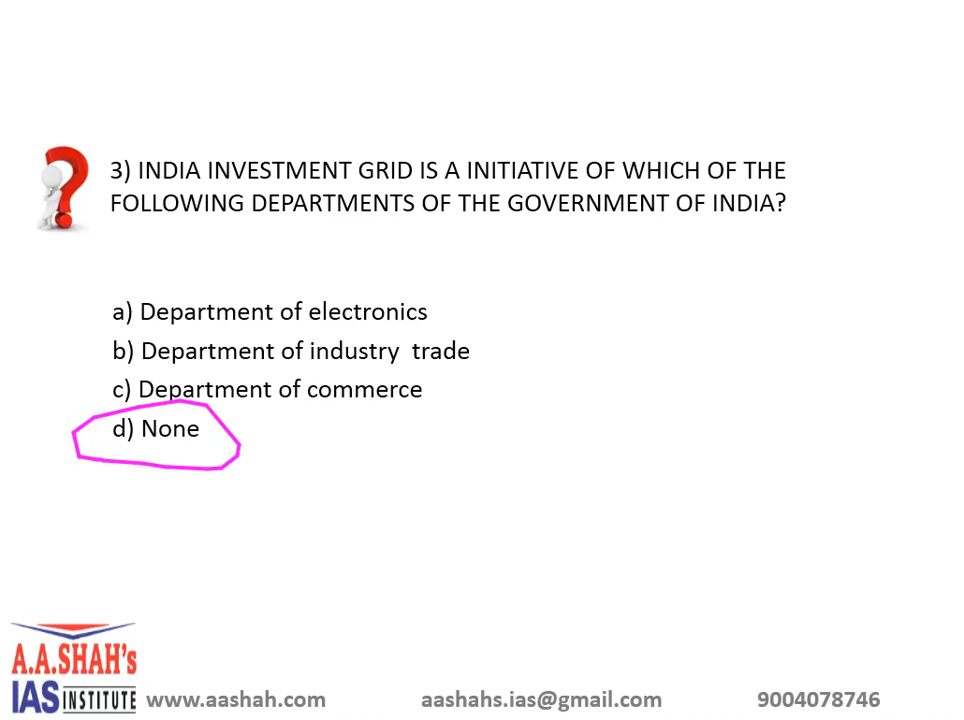 3) INDIA INVESTMENT GRID IS A INITIATIVE OF WHICH OF THE
FOLLOWING DEPARTMENTS OF THE GOVERNMENT OF INDIA?
a) Department of electronics
b) Department of industry  trade
c) Department of commerce
d) None
A.A.SHAH's
IAS INSTITUTE
www.aashah.com
aashahs.ias@gmail.com
9004078746